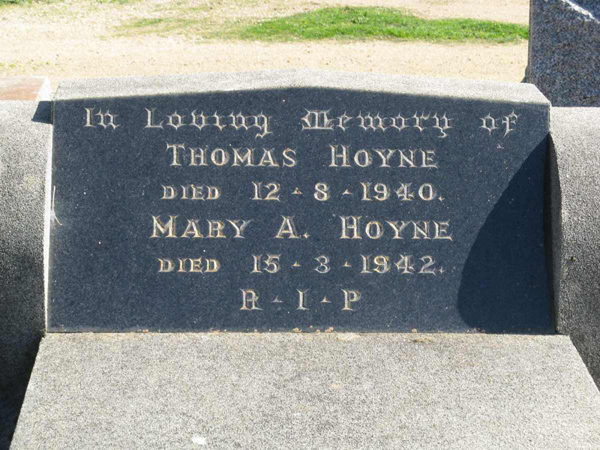 In Loving Memory of
THOMAS HOYNE
DIED 12-8-1940.
MARY A. HOYNE
DIED 15-3-1942.
R-I-P